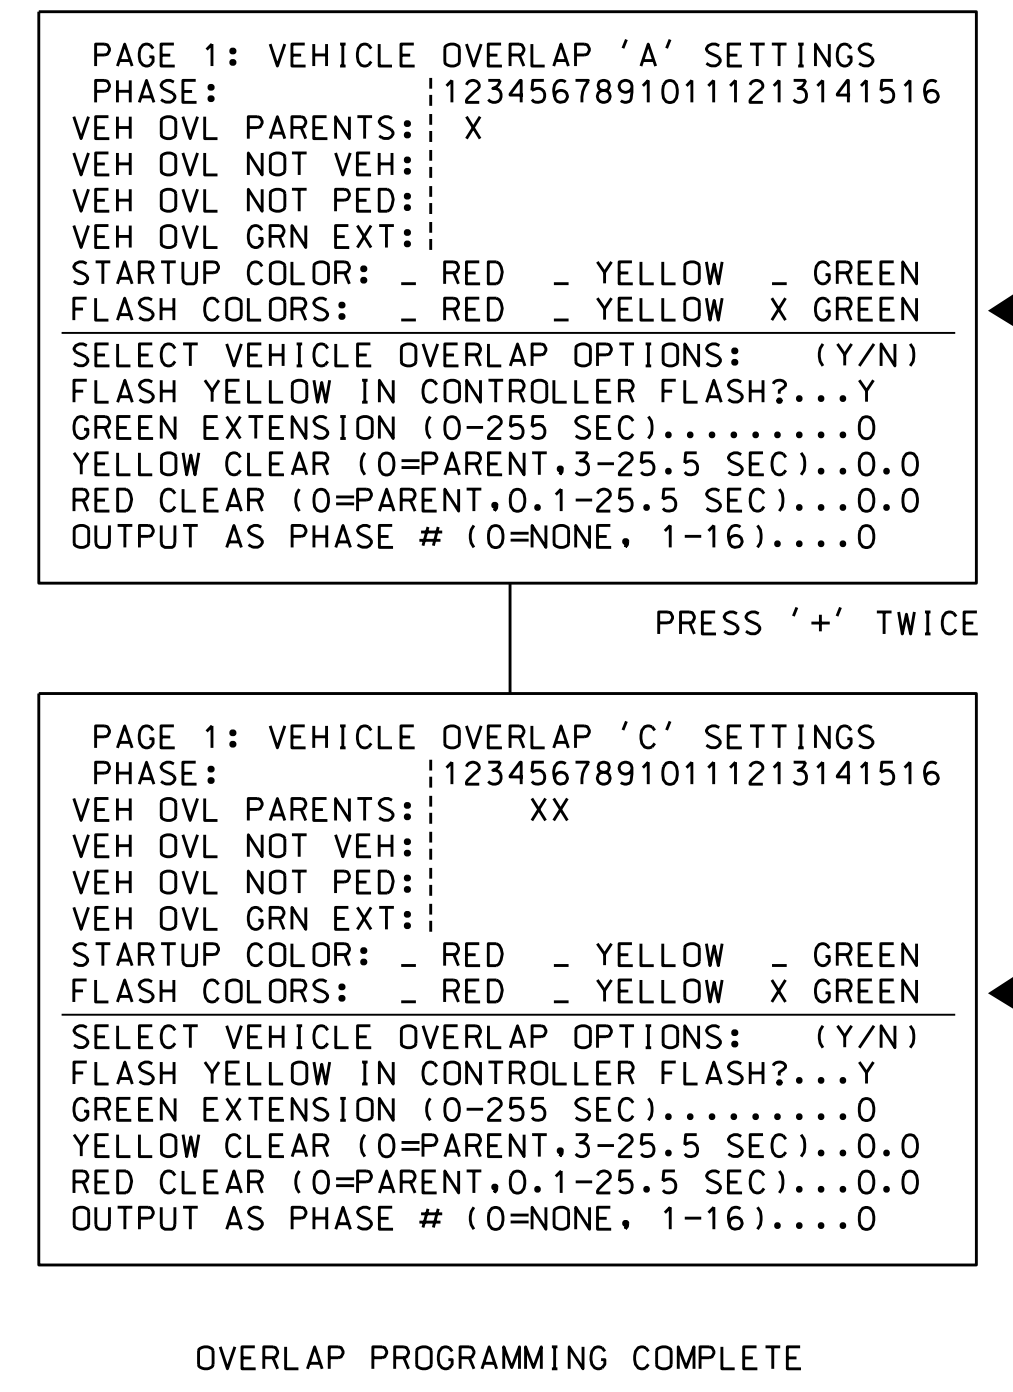 PAGE 1: VEHICLE OVERLAP 'A' SETTINGS
PHASE: |12345678910111213141516
VEH OVL PARENTS:| X
VEH OVL NOT VEH:|
VEH OVL NOT PED:|
VEH OVL GRN EXT:|
STARTUP COLOR: _ RED _ YELLOW _ GREEN
FLASH COLORS: _ RED _ YELLOW X GREEN
SELECT VEHICLE OVERLAP OPTIONS: (Y/N)
FLASH YELLOW IN CONTROLLER FLASH?...Y
GREEN EXTENSION (0-255 SEC).........0
YELLOW CLEAR (0=PARENT,3-25.5 SEC)..0.0
RED CLEAR (0=PARENT,0.1-25.5 SEC)...0.0
OUTPUT AS PHASE # (0=NONE, 1-16)....0
PRESS '+' TWICE
PAGE 1: VEHICLE OVERLAP 'C' SETTINGS
PHASE: |12345678910111213141516
VEH OVL PARENTS:| XX
VEH OVL NOT VEH:|
VEH OVL NOT PED:|
VEH OVL GRN EXT:|
STARTUP COLOR: _ RED _ YELLOW _ GREEN
FLASH COLORS: _ RED _ YELLOW X GREEN
SELECT VEHICLE OVERLAP OPTIONS: (Y/N)
FLASH YELLOW IN CONTROLLER FLASH?...Y
GREEN EXTENSION (0-255 SEC).........0
YELLOW CLEAR (0=PARENT,3-25.5 SEC)..0.0
RED CLEAR (0=PARENT,0.1-25.5 SEC)...0.0
OUTPUT AS PHASE # (0=NONE, 1-16)....0
OVERLAP PROGRAMMING COMPLETE